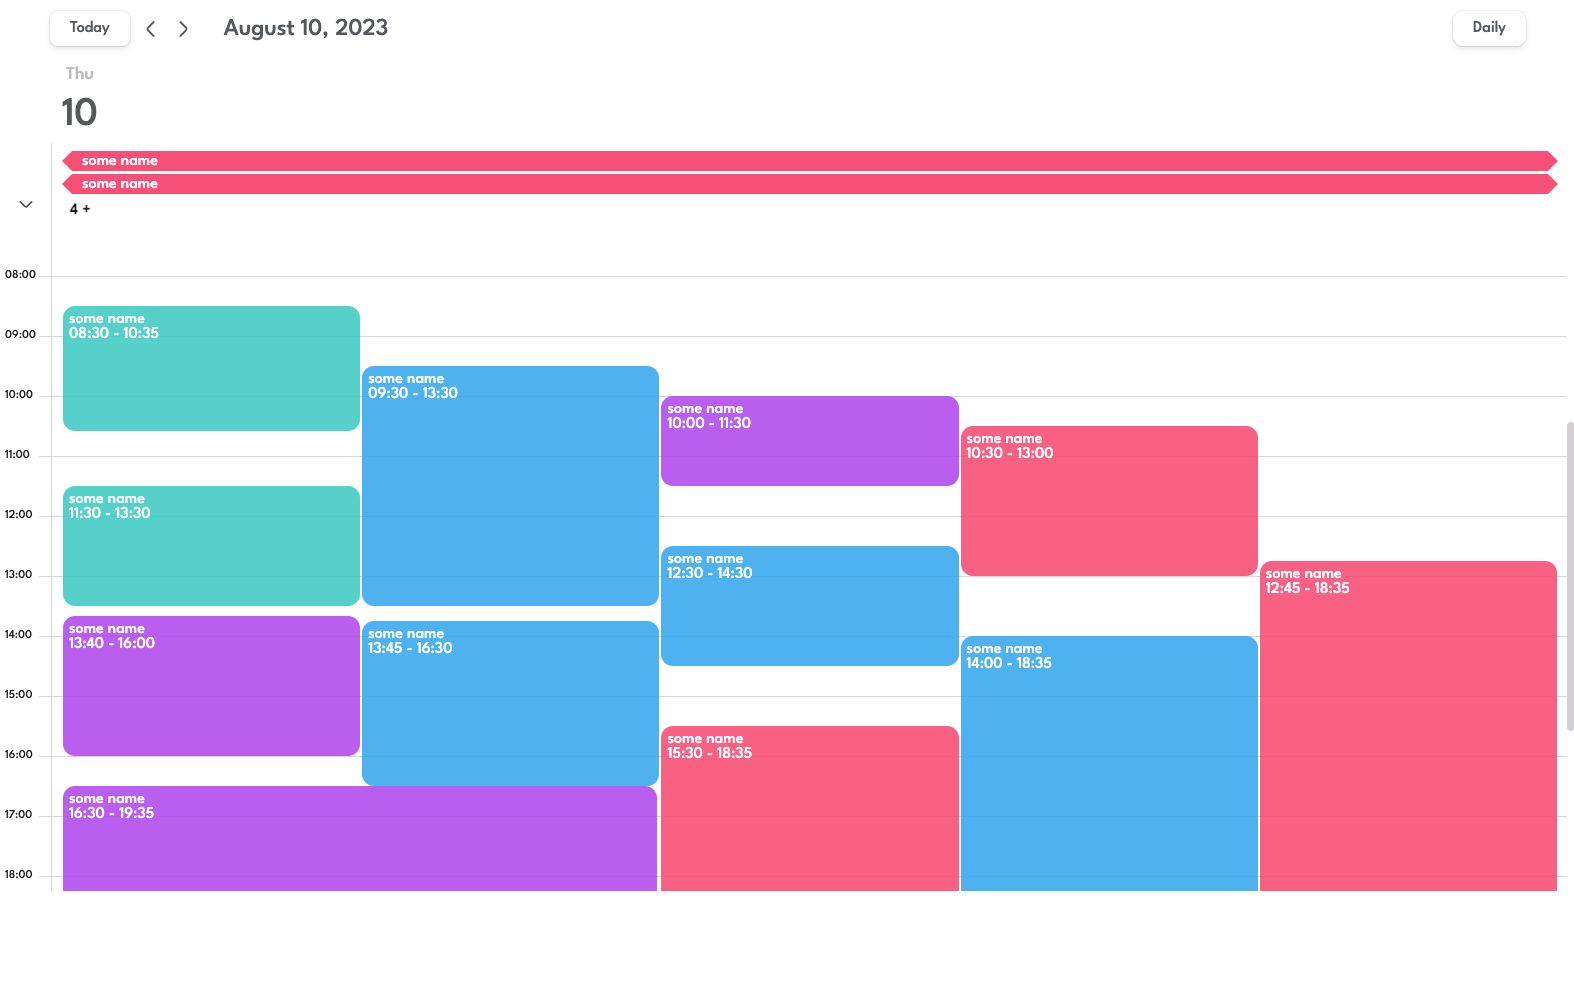 Today
August 10, 2023
Daily
Thu
10
some name
some name
4 +
08:00
09:00
10:00
11:00
12:00
13:00
14:00
15:00
16:00
17:00
18:00
some name
08:30 - 10:35
some name
11:30 - 13:30
some name
13:40 - 16:00
some name
16:30 - 19:35
some name
09:30 - 13:30
some name
13:45 - 16:30
some name
10:00 - 11:30
some name
12:30 - 14:30
some name
15:30 - 18:35
some name
10:30 - 13:00
some name
14:00 - 18:35
some name
12:45 - 18:35